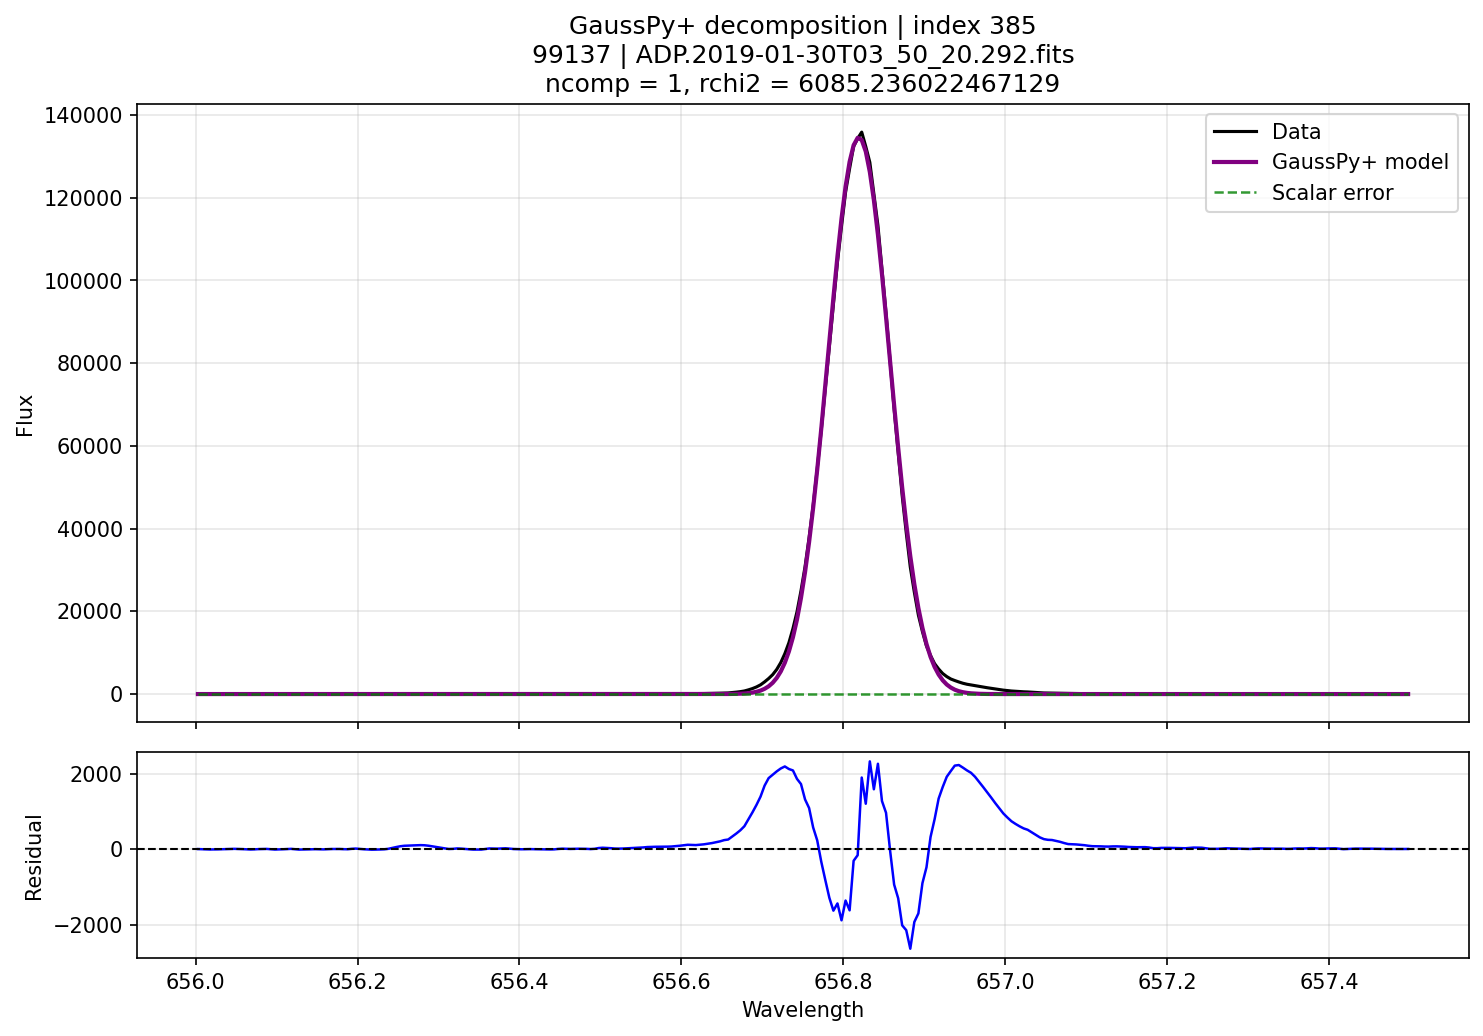 GaussPy+ decomposition | index 385
99137 | ADP.2019-01-30T03_50_20.292.fits
ncomp = 1, rchi2 = 6085.236022467129
140000
120000
100000
80000
60000
40000
20000
0
Flux
Data
GaussPy+ model
Scalar error
2000
0
−2000
Residual
656.0
656.2
656.4
656.6
656.8
657.0
657.2
657.4
Wavelength